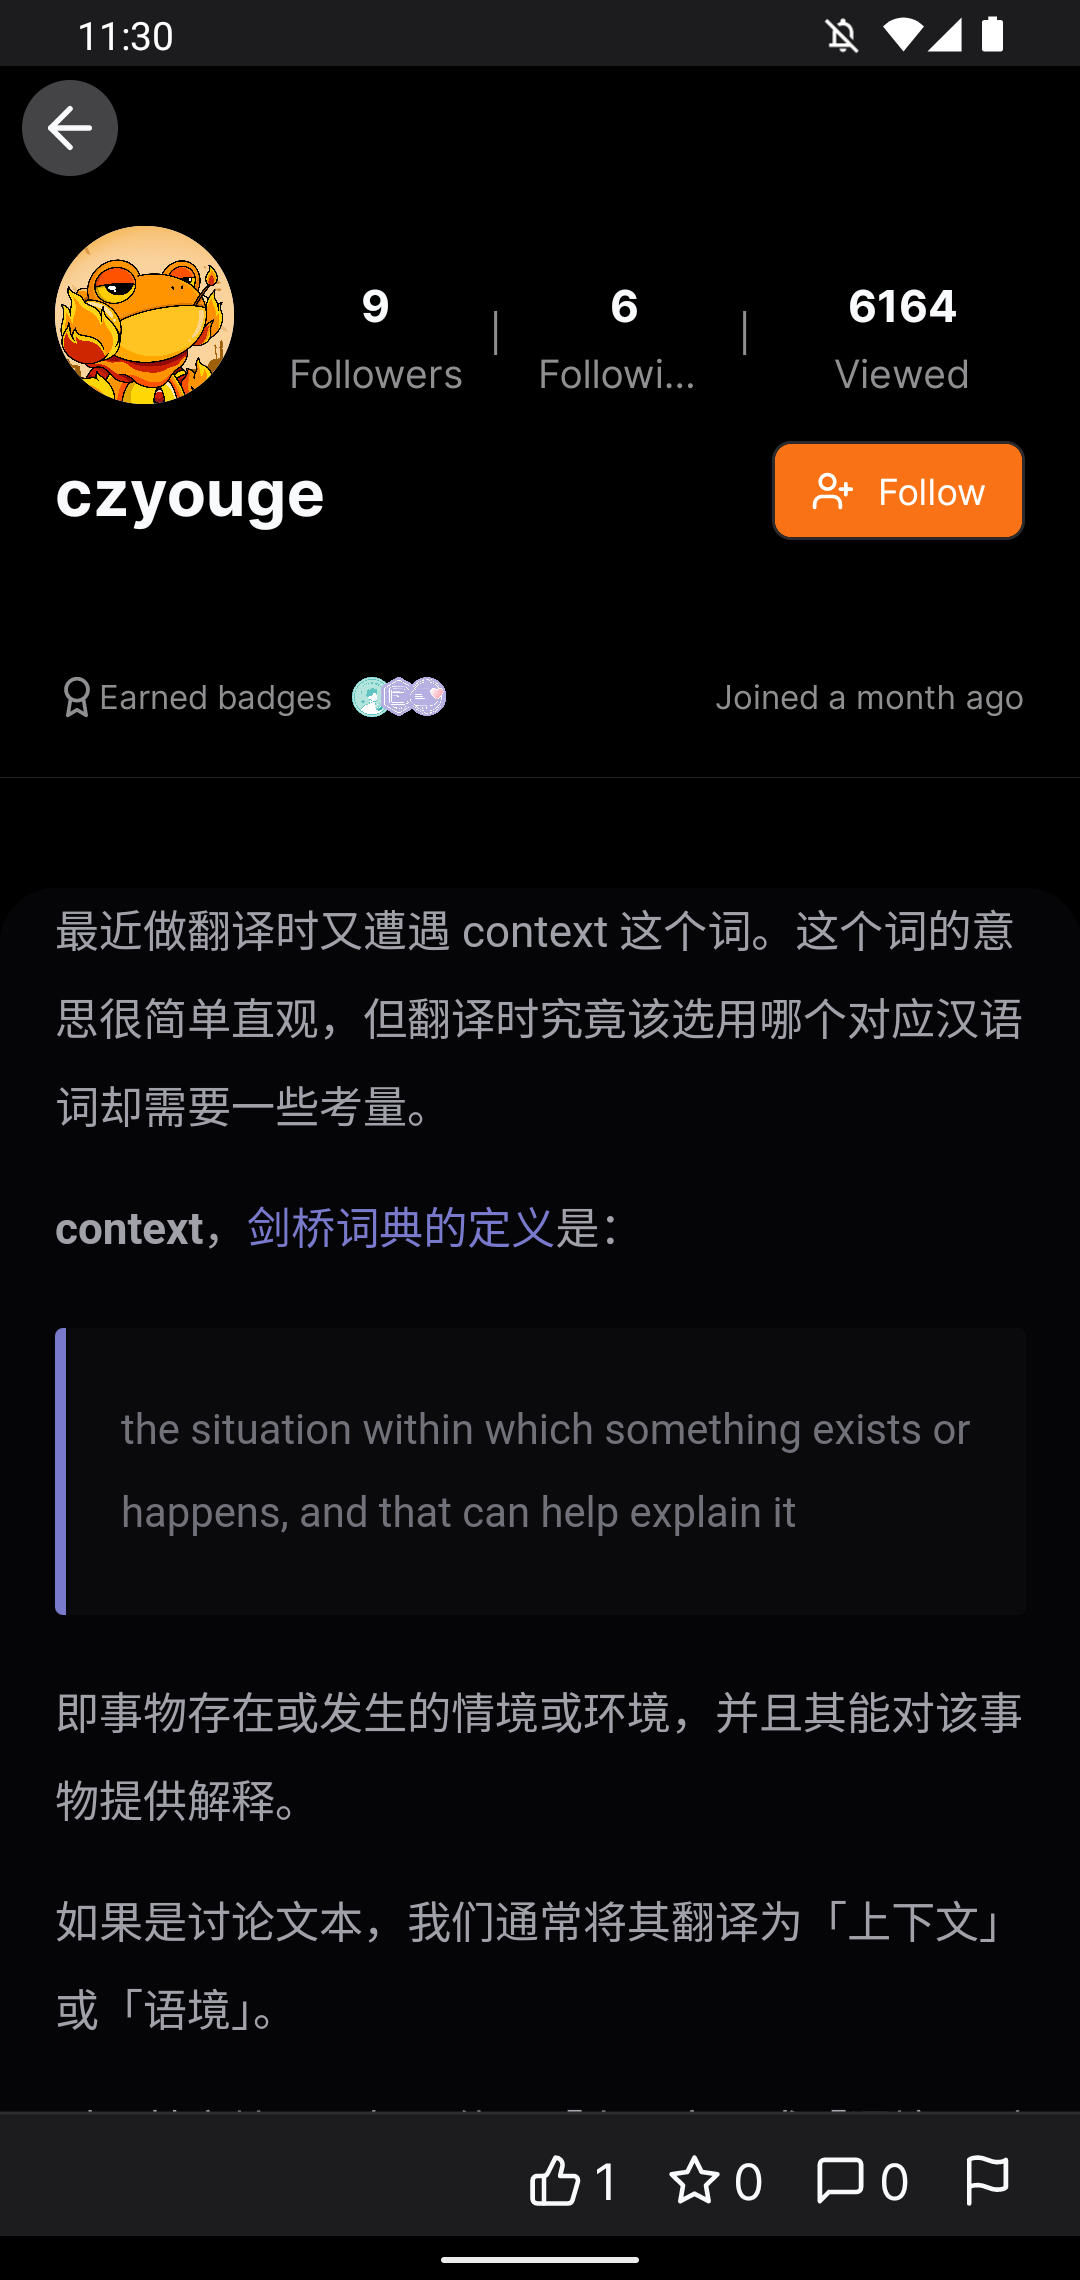 11:30
9
Followers
6
Followi...
6164
Viewed
czyouge
Follow
Earned badges
Joined a month ago
最近做翻译时又遭遇 context 这个词。这个词的意
思很简单直观，但翻译时究竟该选用哪个对应汉语
词却需要一些考量。
context，剑桥词典的定义是：
the situation within which something exists or
happens, and that can help explain it
即事物存在或发生的情境或环境，并且其能对该事
物提供解释。
如果是讨论文本，我们通常将其翻译为「上下文」
或「语境」。
1
0
0